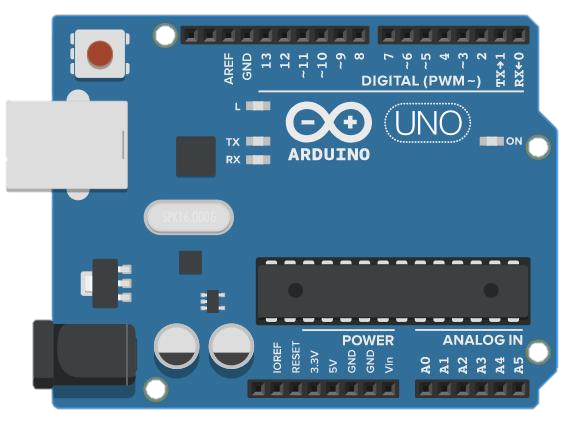 AREF
GND
13
12
~11
~10
~9
8
7
~6
~5
4
~3
2
TX→1
RX←0
DIGITAL (PWM~)
L
TX
RX
ARDUINO
UNO
ON
SPK16.000G
POWER
ANALOG IN
IOREF
RESET
3.3V
5V
GND
GND
Vin
A0
A1
A2
A3
A4
A5